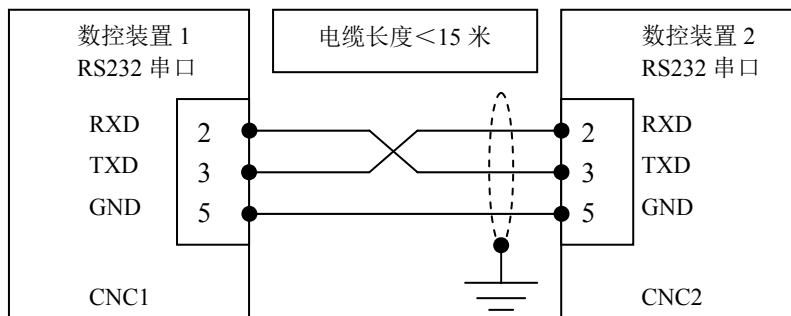 数控装置 1
RS232 串口
RXD
2
TXD
3
GND
5
CNC1
电缆长度＜15 米
数控装置 2
RS232 串口
2
RXD
3
TXD
5
GND
CNC2